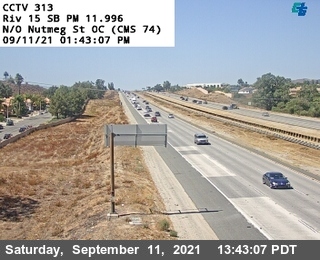 CCTV 313
Riv 15 SB PM 11.996
N/O Nutmeg St OC (CMS 74)
09/11/21 01:43:07 PM
Saturday, September 11, 2021 13:43:07 PDT